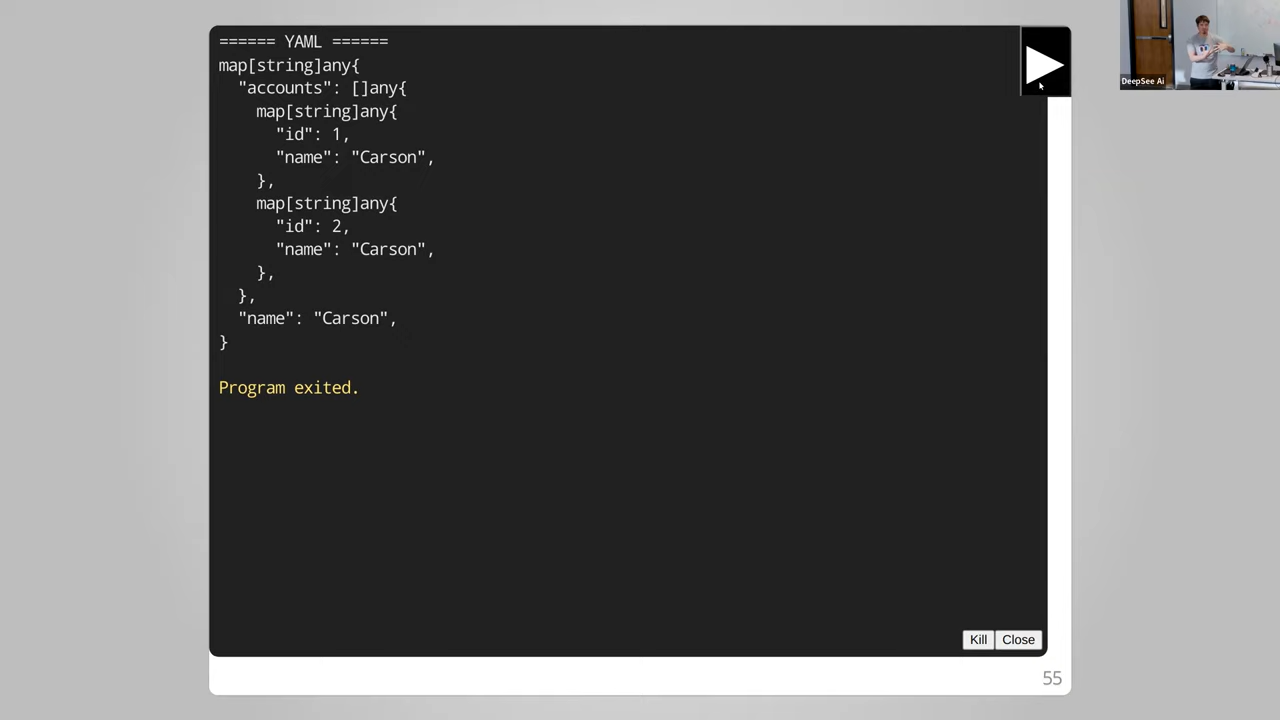 ====== YAML ======
map[string]any{
  "accounts": []any{
    map[string]any{
      "id": 1,
      "name": "Carson",
    },
    map[string]any{
      "id": 2,
      "name": "Carson",
    },
  },
  "name": "Carson",
}
Program exited.
Kill Close
55
DeepSee Ai